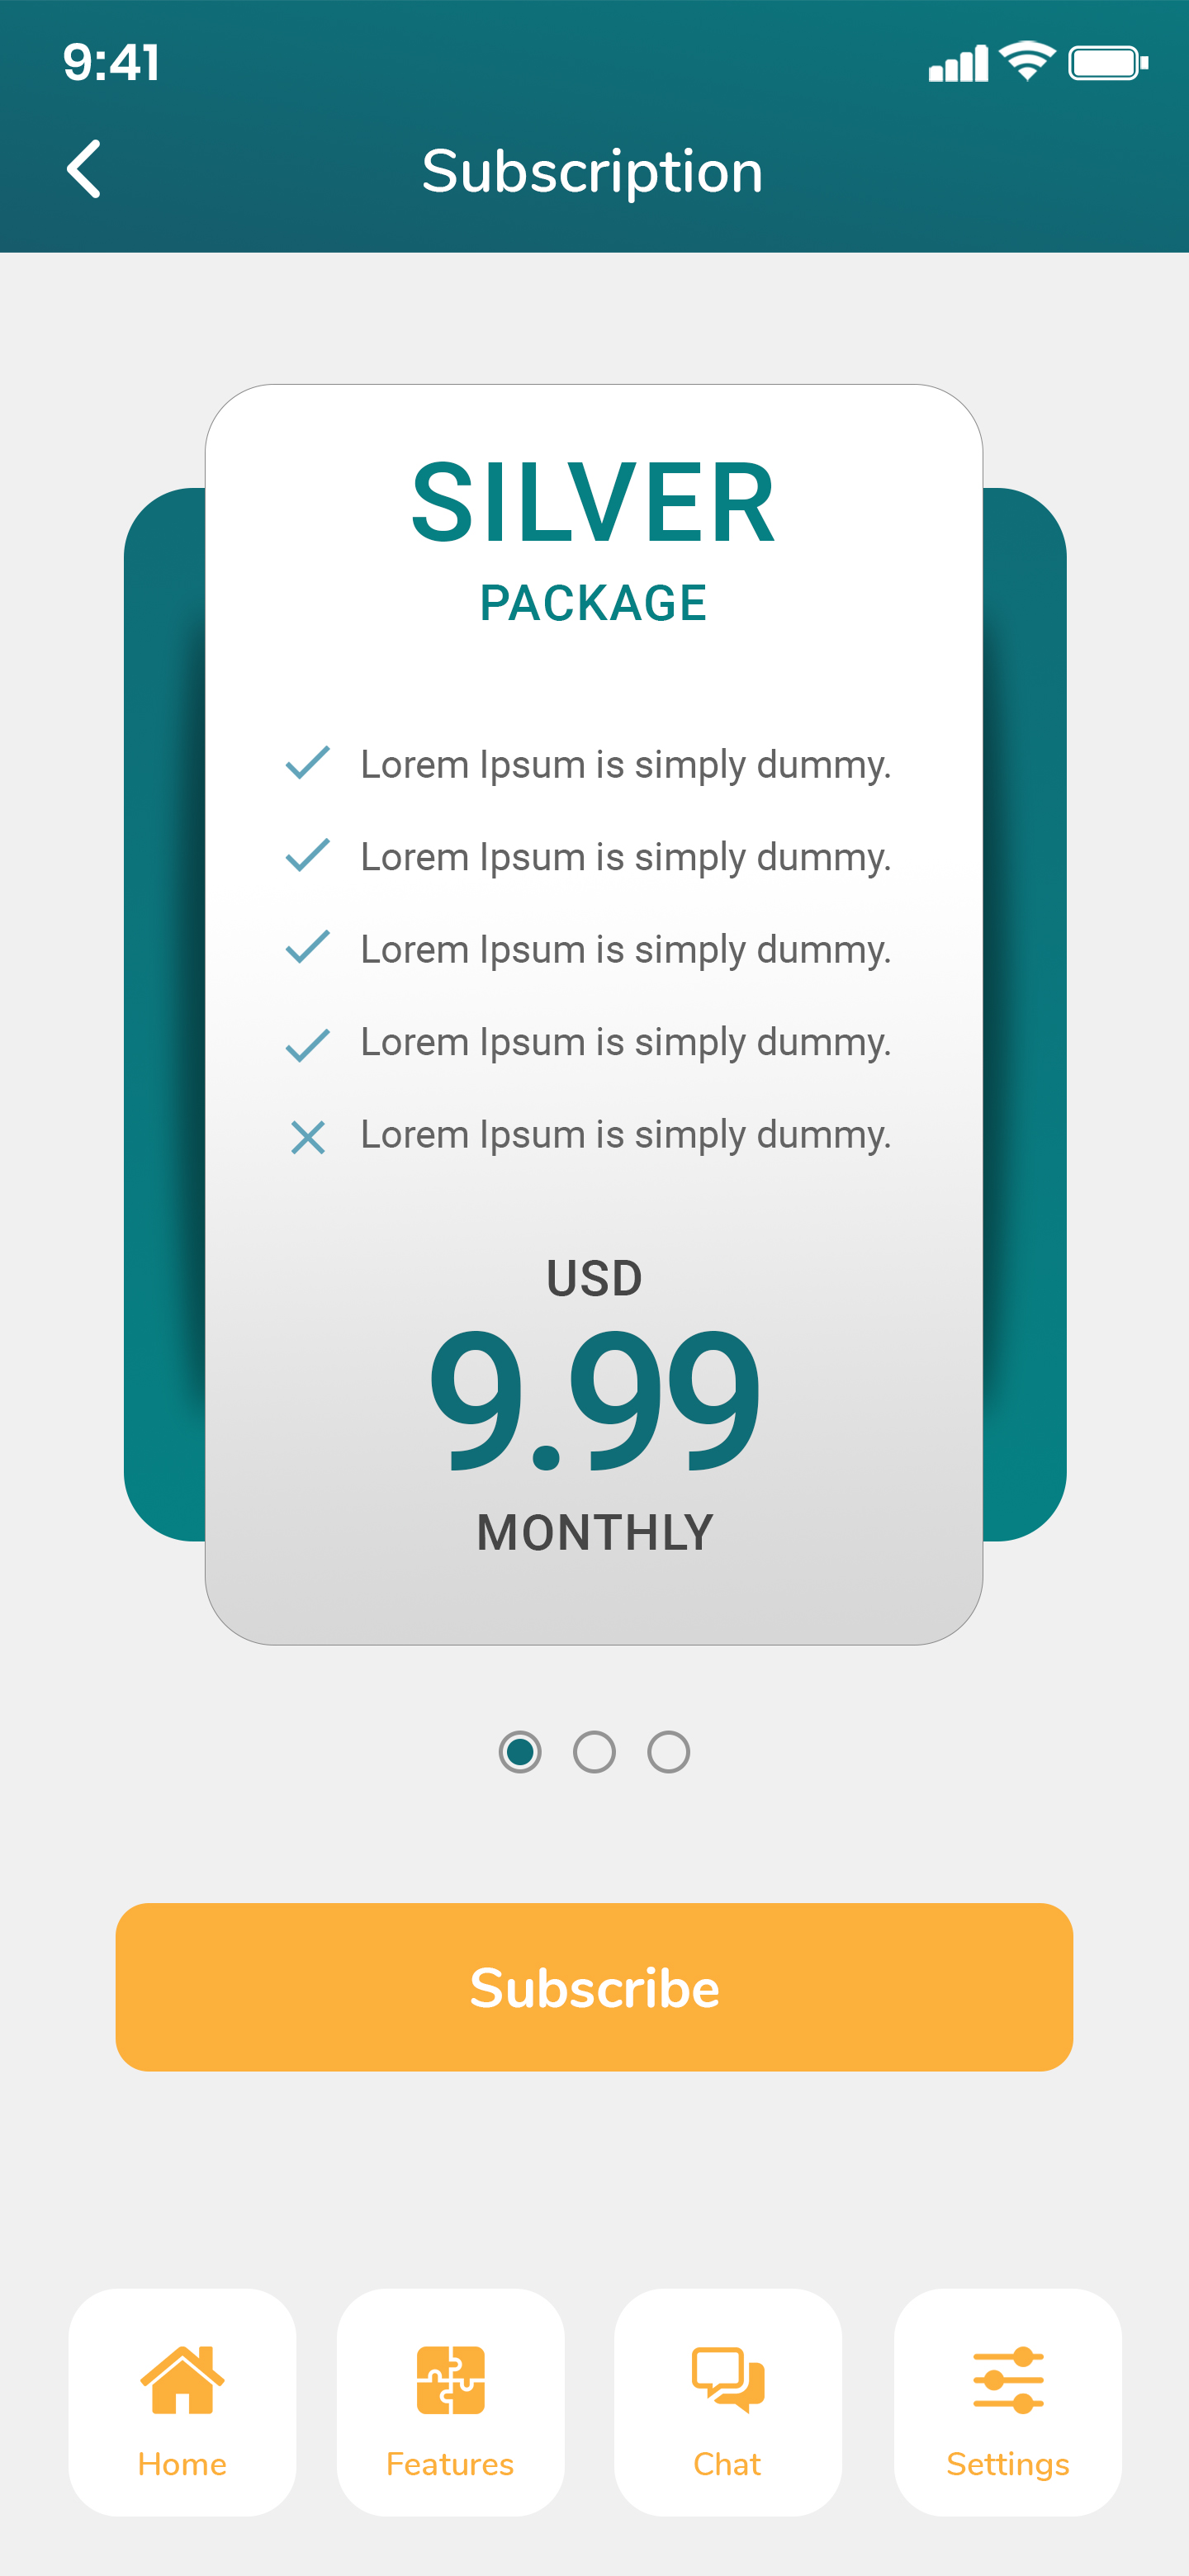 9:41
Subscription
SILVER
PACKAGE
Lorem Ipsum is simply dummy.
Lorem Ipsum is simply dummy.
Lorem Ipsum is simply dummy.
Lorem Ipsum is simply dummy.
Lorem Ipsum is simply dummy.
USD
9.99
MONTHLY
Subscribe
Home
Features
Chat
Settings